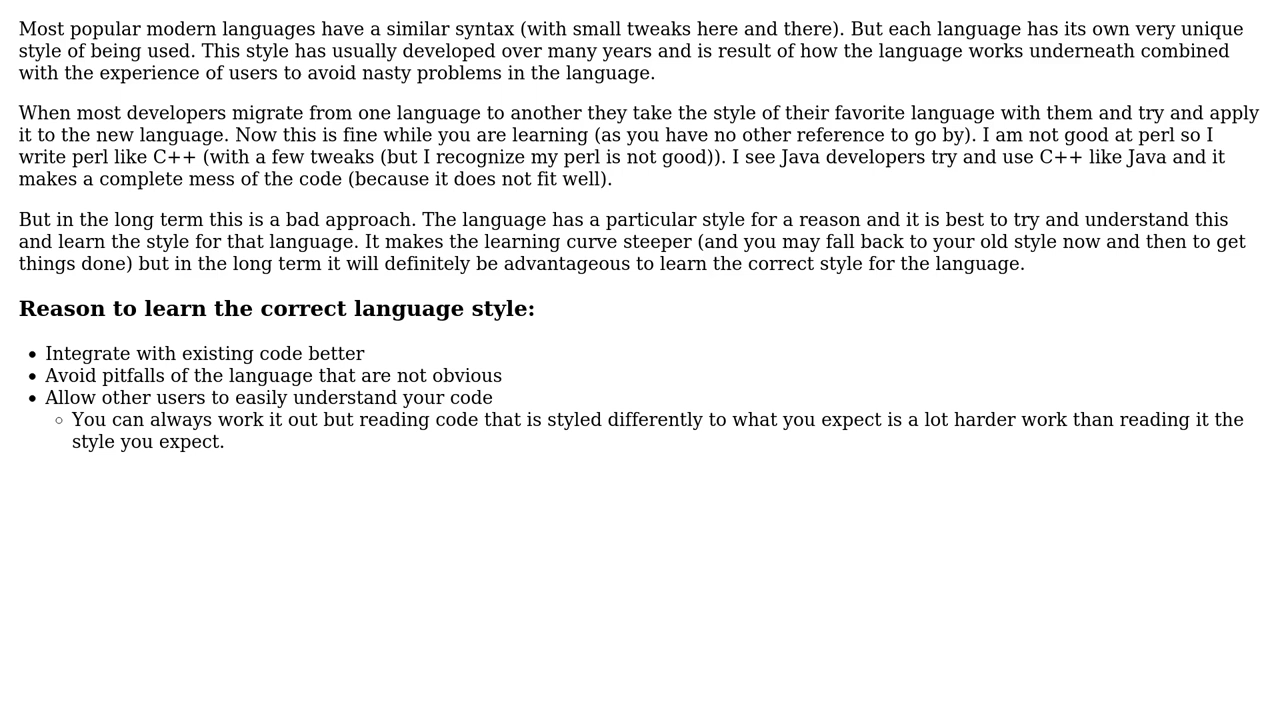 Most popular modern languages have a similar syntax (with small tweaks here and there). But each language has its own very unique
style of being used. This style has usually developed over many years and is result of how the language works underneath combined
with the experience of users to avoid nasty problems in the language.
When most developers migrate from one language to another they take the style of their favorite language with them and try and apply
it to the new language. Now this is fine while you are learning (as you have no other reference to go by). I am not good at perl so I
write perl like C++ (with a few tweaks (but I recognize my perl is not good)). I see Java developers try and use C++ like Java and it
makes a complete mess of the code (because it does not fit well).
But in the long term this is a bad approach. The language has a particular style for a reason and it is best to try and understand this
and learn the style for that language. It makes the learning curve steeper (and you may fall back to your old style now and then to get
things done) but in the long term it will definitely be advantageous to learn the correct style for the language.
Reason to learn the correct language style:
• Integrate with existing code better
• Avoid pitfalls of the language that are not obvious
• Allow other users to easily understand your code
◦ You can always work it out but reading code that is styled differently to what you expect is a lot harder work than reading it the
style you expect.